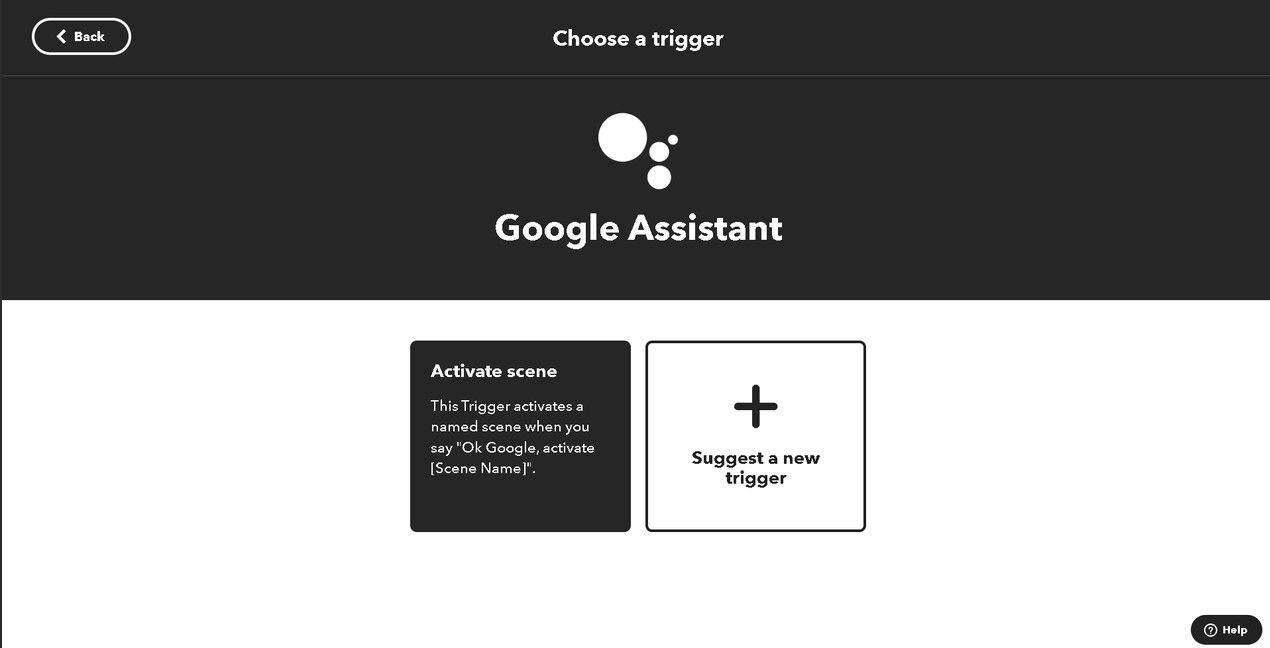 Back
Choose a trigger
Google Assistant
Activate scene
This Trigger activates a
named scene when you
say "Ok Google, activate
[Scene Name]".
Suggest a new
trigger
Help